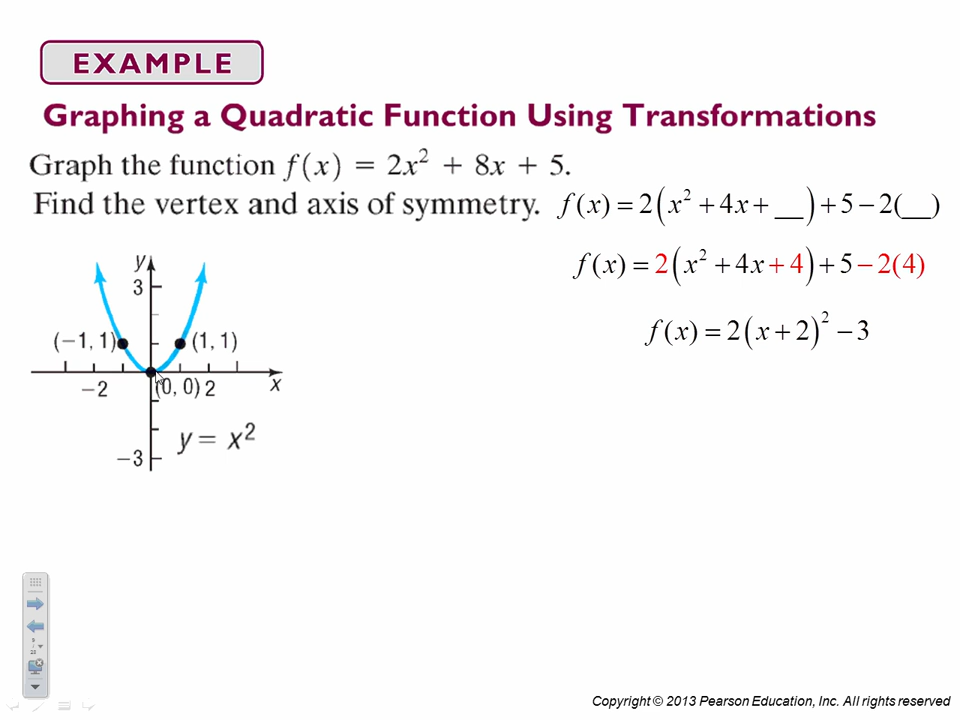 EXAMPLE
Graphing a Quadratic Function Using Transformations
Graph the function f(x) = 2x² + 8x + 5.
Find the vertex and axis of symmetry.
f(x) = 2(x² + 4x + __) + 5 − 2(__)
f(x) = 2(x² + 4x + 4) + 5 − 2(4)
f(x) = 2(x + 2)² − 3
y
3
(−1, 1)
(1, 1)
−2
(0, 0)
2
x
y = x²
−3
Copyright © 2013 Pearson Education, Inc. All rights reserved